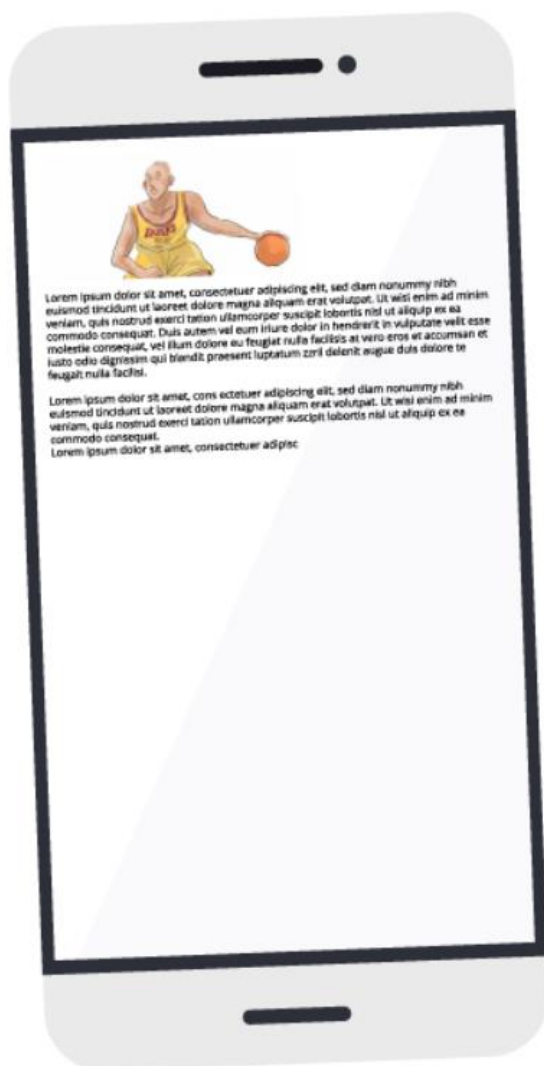 Lorem ipsum dolor sit amet, consectetuer adipiscing elit, sed diam nonummy nibh
euismod tincidunt ut laoreet dolore magna aliquam erat volutpat. Ut wisi enim ad minim
veniam, quis nostrud exerci tation ullamcorper suscipit lobortis nisl ut aliquip ex ea
commodo consequat. Duis autem vel eum iriure dolor in hendrerit in vulputate velit esse
molestie consequat, vel illum dolore eu feugiat nulla facilisis at vero eros et accumsan et
iusto odio dignissim qui blandit praesent luptatum zzril delenit augue duis dolore te
feugait nulla facilisi.
Lorem ipsum dolor sit amet, cons ectetuer adipiscing elit, sed diam nonummy nibh
euismod tincidunt ut laoreet dolore magna aliquam erat volutpat. Ut wisi enim ad minim
veniam, quis nostrud exerci tation ullamcorper suscipit lobortis nisl ut aliquip ex ea
commodo consequat.
Lorem ipsum dolor sit amet, consectetuer adipisc